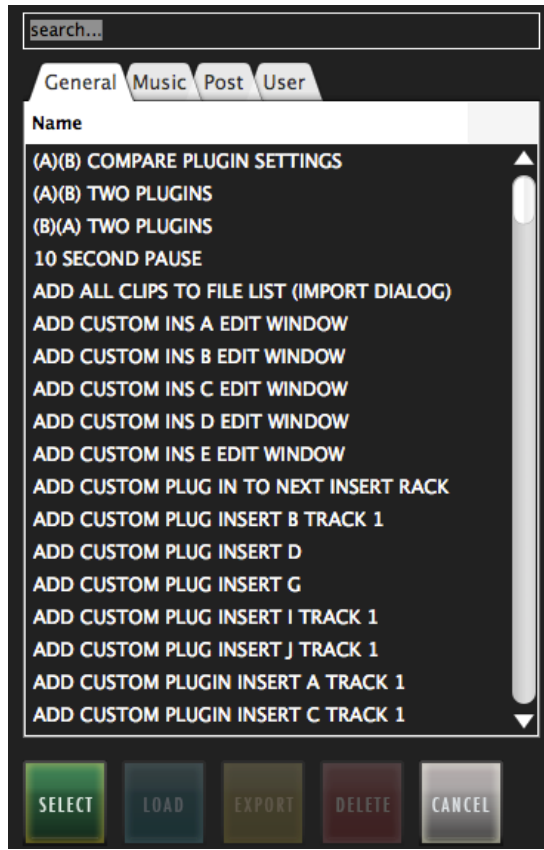 search...
General Music Post User
Name
(A)(B) COMPARE PLUGIN SETTINGS
(A)(B) TWO PLUGINS
(B)(A) TWO PLUGINS
10 SECOND PAUSE
ADD ALL CLIPS TO FILE LIST (IMPORT DIALOG)
ADD CUSTOM INS A EDIT WINDOW
ADD CUSTOM INS B EDIT WINDOW
ADD CUSTOM INS C EDIT WINDOW
ADD CUSTOM INS D EDIT WINDOW
ADD CUSTOM INS E EDIT WINDOW
ADD CUSTOM PLUG IN TO NEXT INSERT RACK
ADD CUSTOM PLUG INSERT B TRACK 1
ADD CUSTOM PLUG INSERT D
ADD CUSTOM PLUG INSERT G
ADD CUSTOM PLUG INSERT I TRACK 1
ADD CUSTOM PLUG INSERT J TRACK 1
ADD CUSTOM PLUGIN INSERT A TRACK 1
ADD CUSTOM PLUGIN INSERT C TRACK 1
SELECT LOAD EXPORT DELETE CANCEL